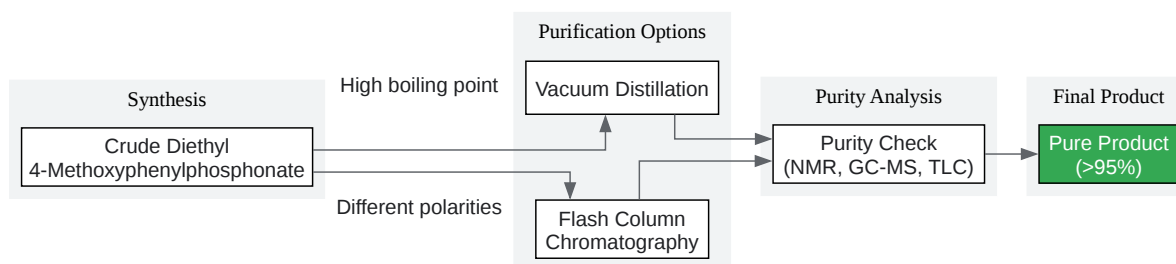 Synthesis
Crude Diethyl
4-Methoxyphenylphosphonate
High boiling point
Different polarities
Purification Options
Vacuum Distillation
Flash Column
Chromatography
Purity Analysis
Purity Check
(NMR, GC-MS, TLC)
Final Product
Pure Product
(>95%)